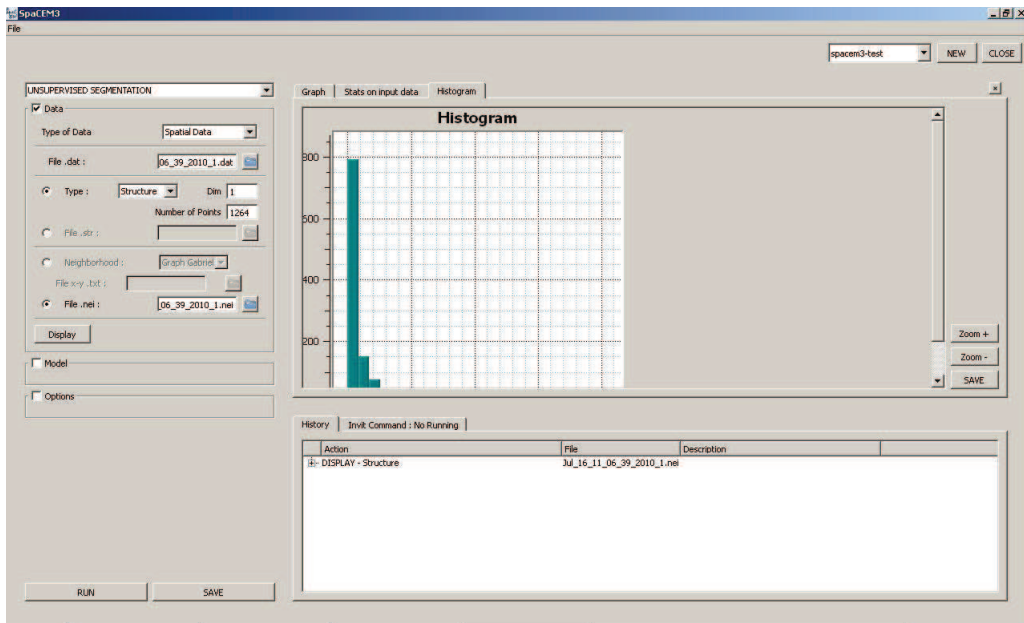 SpaCEM3
File
spacem3-test NEW CLOSE
UNSUPERVISED SEGMENTATION
Data
Type of Data Spatial Data
File .dat : 06_39_2010_1.dat
Type : Structure Dim 1
Number of Points 1264
File .str :
Neighborhood : Graph Gabriel
File x-y .txt :
File .nei : 06_39_2010_1.nei
Display
Model
Options
RUN SAVE
Graph Stats on input data Histogram
Histogram
800
600
400
200
Zoom +
Zoom -
SAVE
History Invit Command : No Running
Action File Description
DISPLAY - Structure Jul_16_11_06_39_2010_1.nei